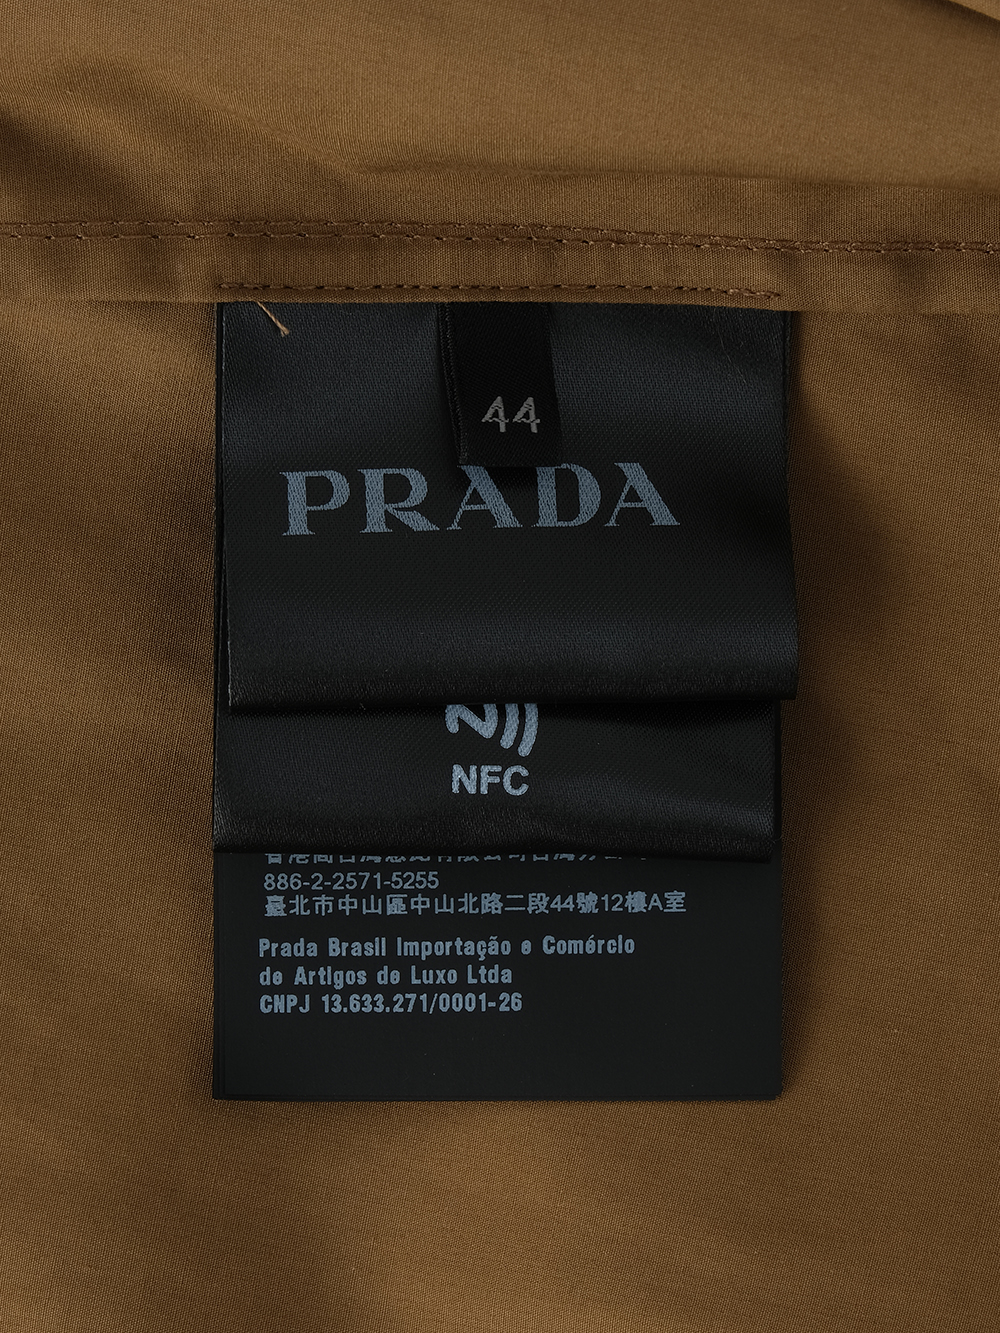 44
PRADA
NFC
886-2-2571-5255
臺北市中山區中山北路二段44號12樓A室
Prada Brasil Importação e Comércio
de Artigos de Luxo Ltda
CNPJ 13.633.271/0001-26